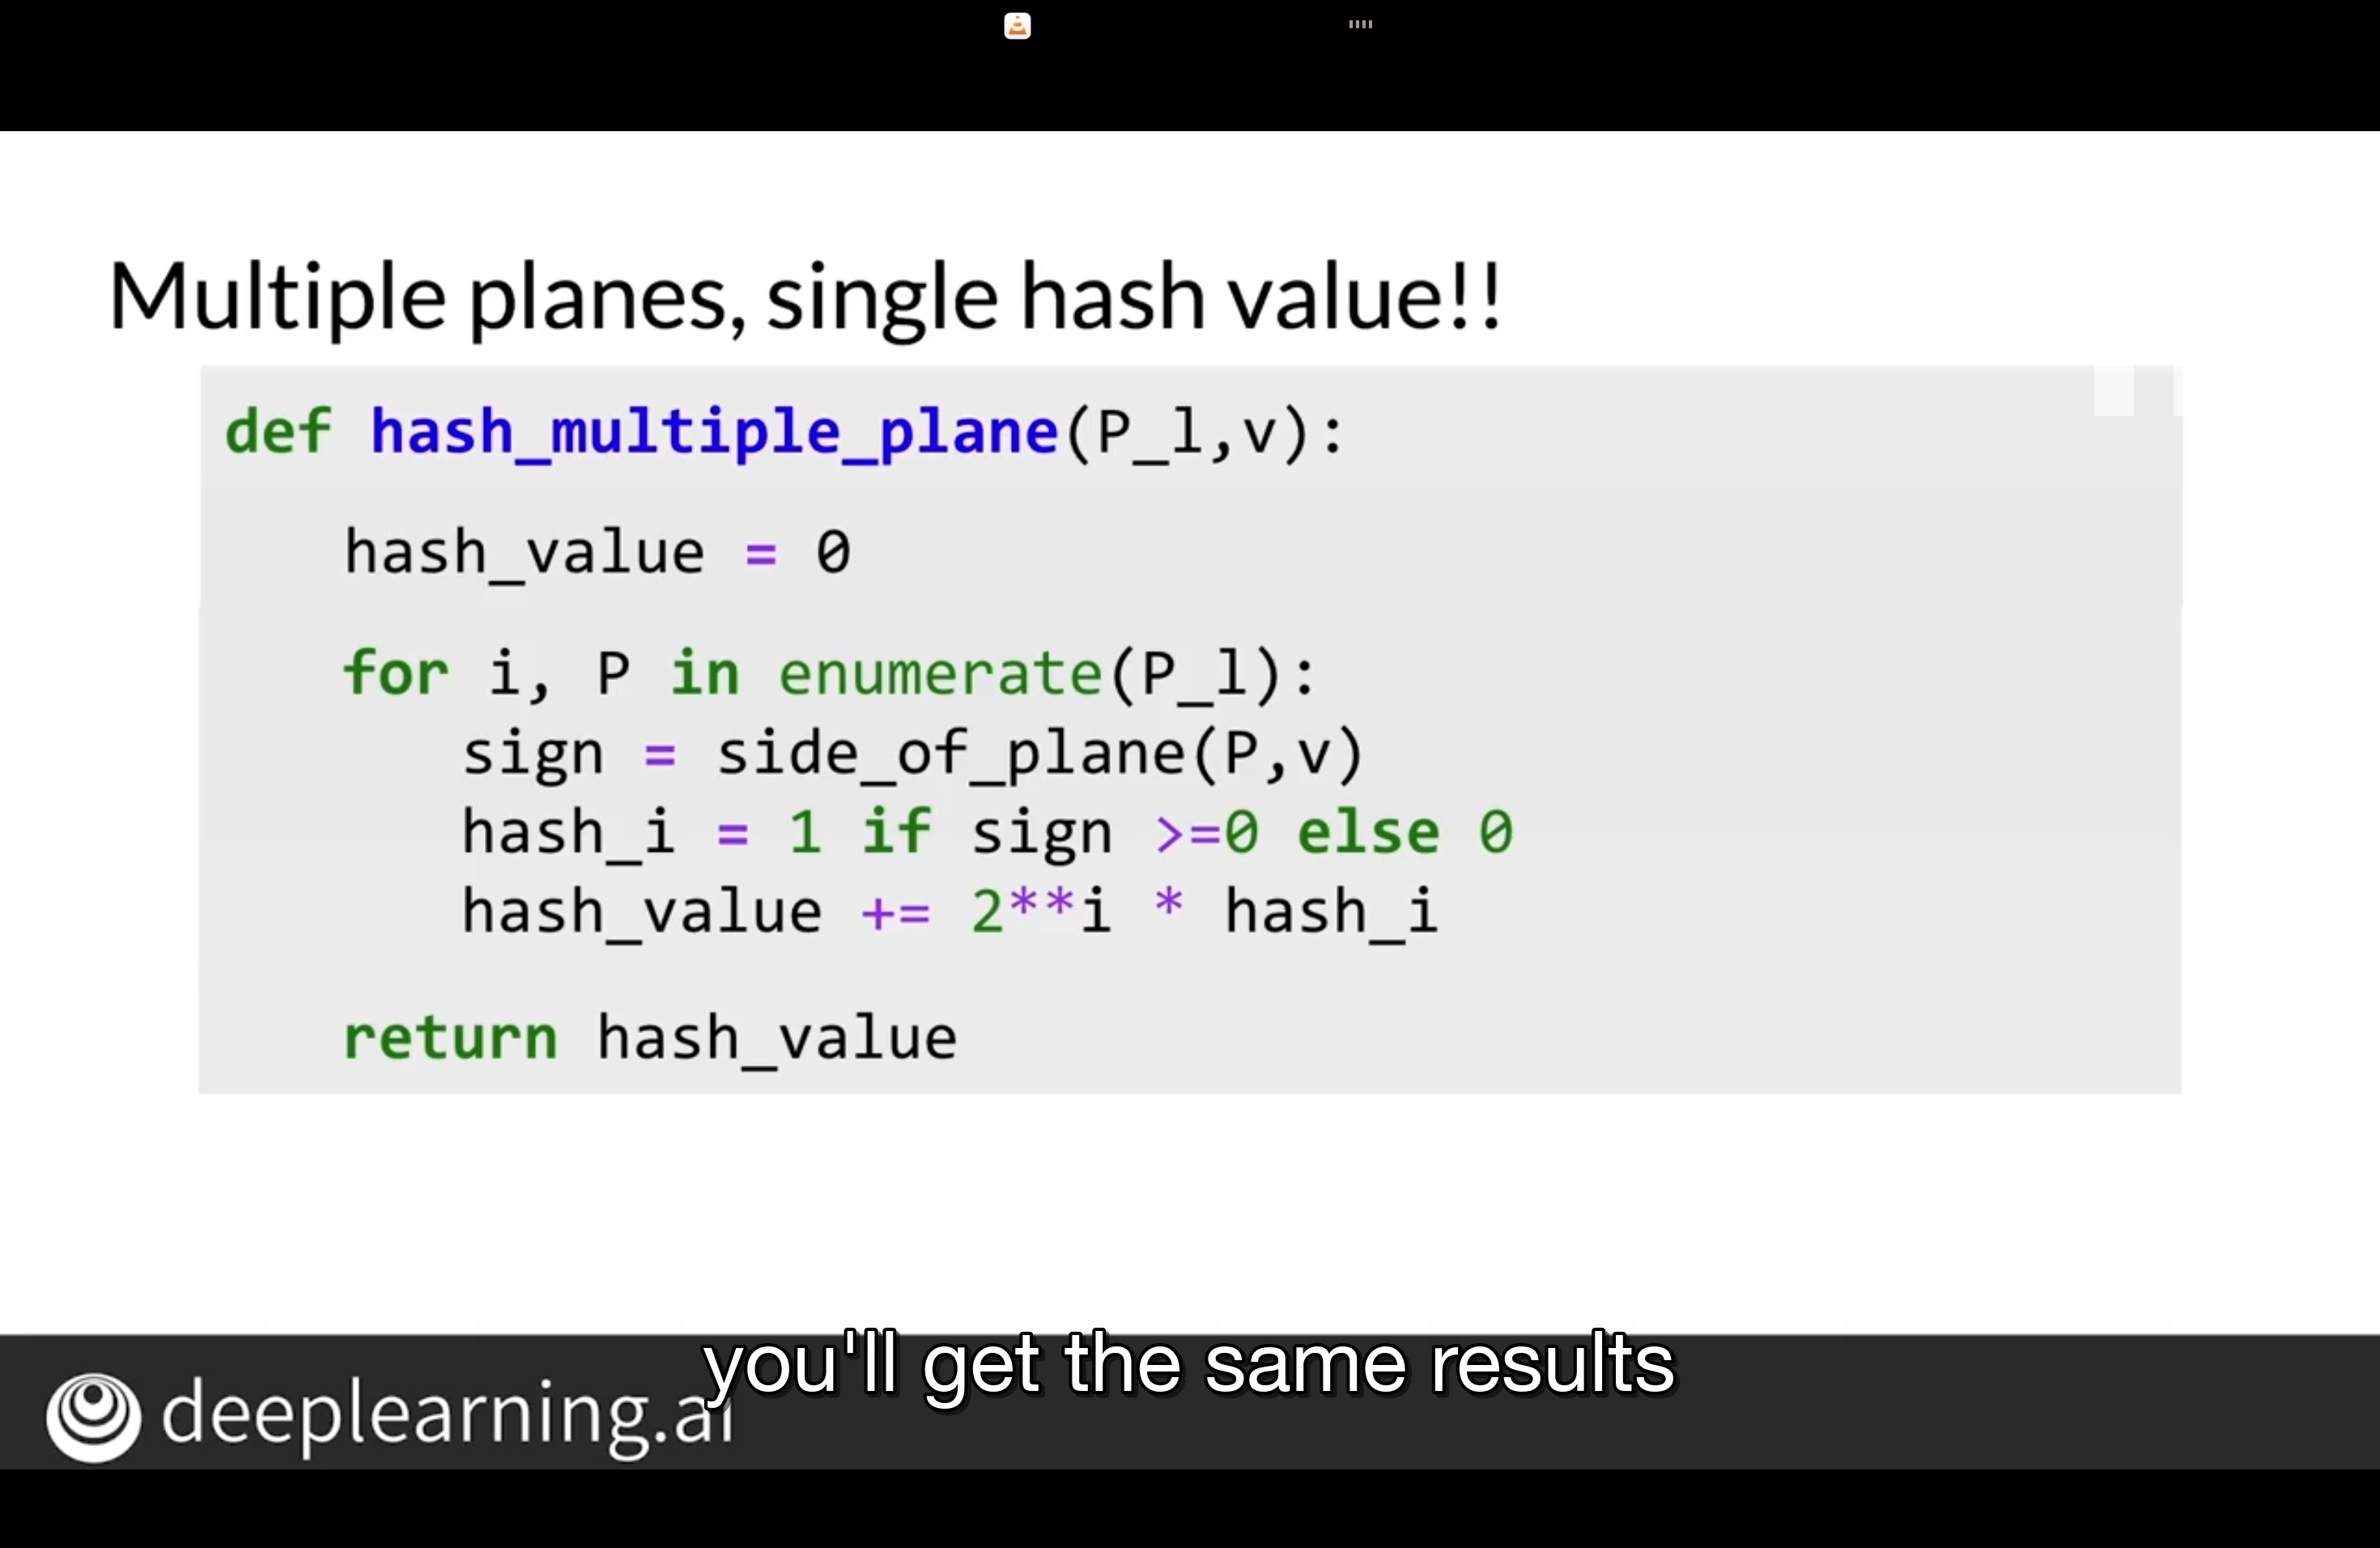 Multiple planes, single hash value!!
def hash_multiple_plane(P_l,v):
hash_value = 0
for i, P in enumerate(P_l):
sign = side_of_plane(P,v)
hash_i = 1 if sign >=0 else 0
hash_value += 2**i * hash_i
return hash_value
you'll get the same results
deeplearning.ai